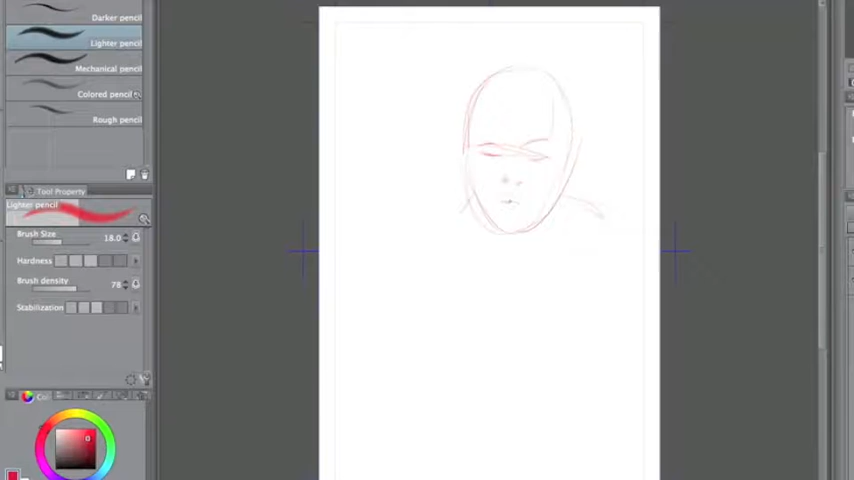 Darker pencil
Lighter pencil
Mechanical pencil
Colored pencil
Rough pencil
Tool Property
Lighter pencil
Brush Size 18.0
Hardness
Brush density 78
Stabilization